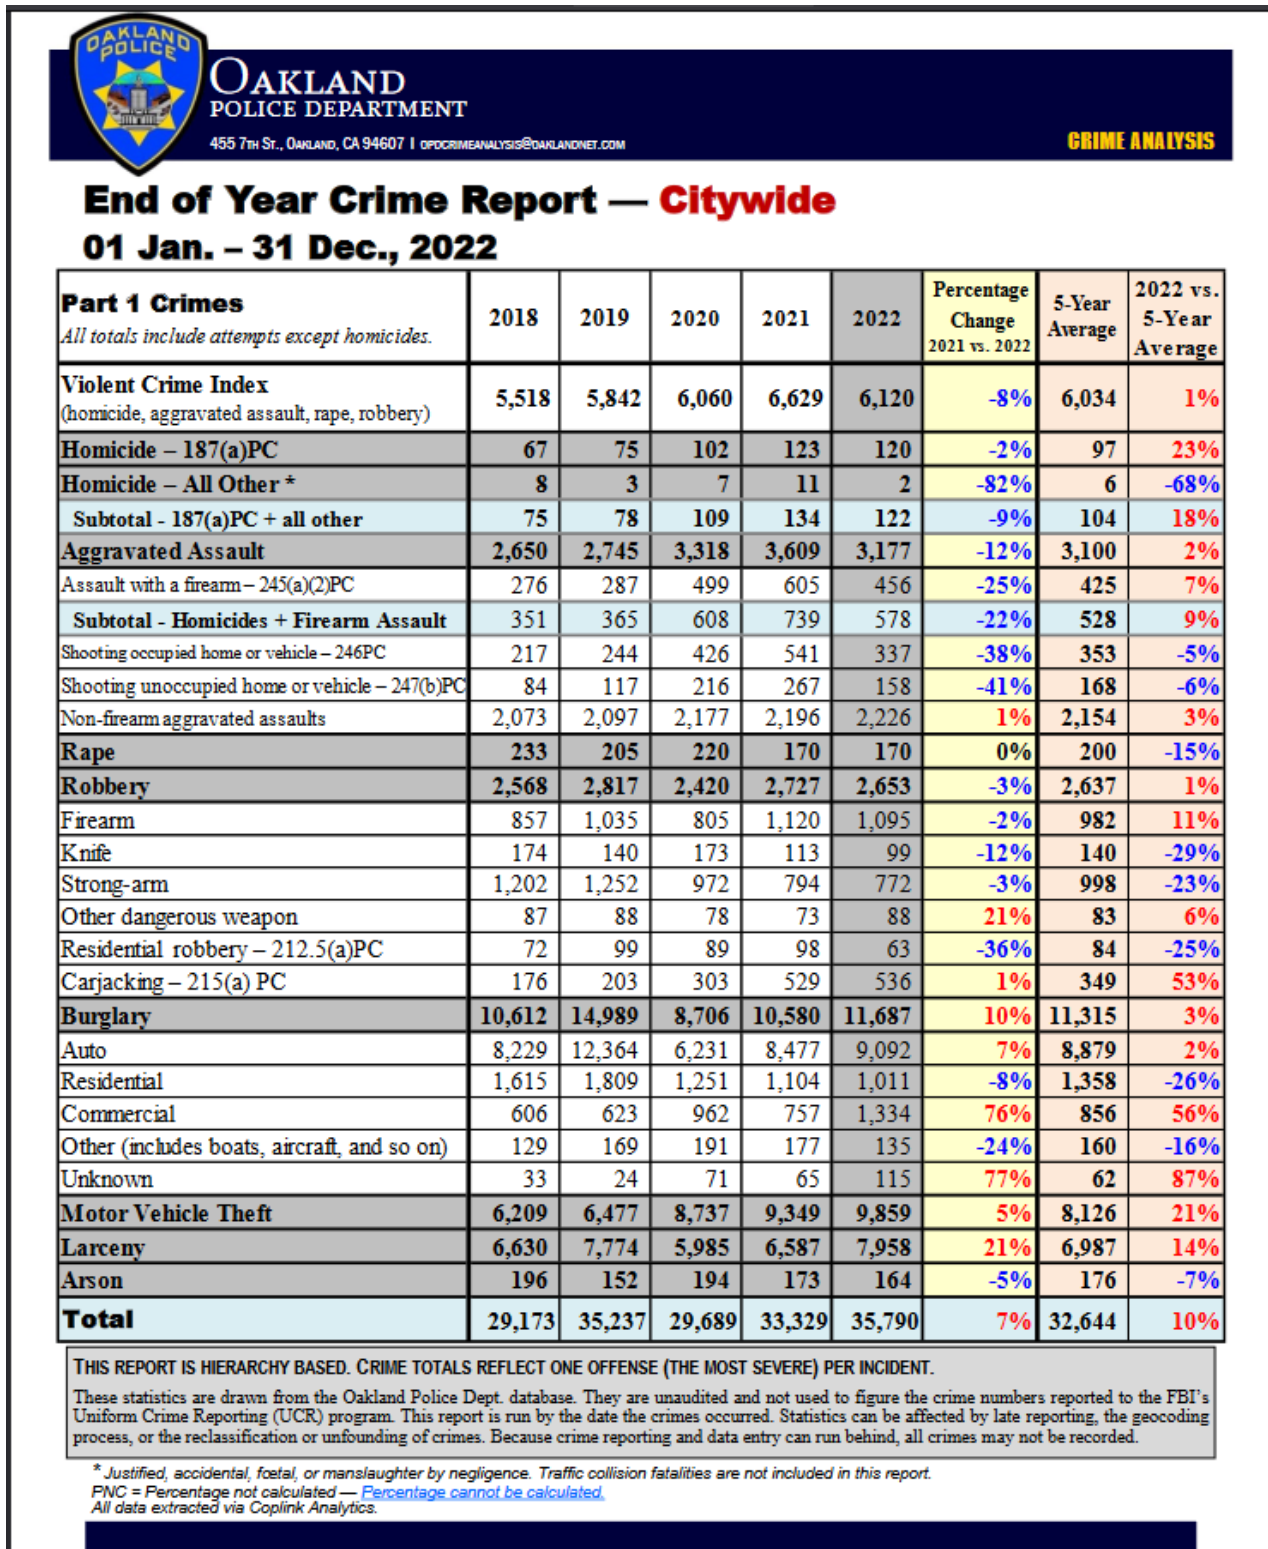 OAKLAND
POLICE
OAKLAND
POLICE DEPARTMENT
455 7TH ST., OAKLAND, CA 94607 I OPDCRIMEANALYSIS@OAKLANDNET.COM
CRIME ANALYSIS
End of Year Crime Report — Citywide
01 Jan. – 31 Dec., 2022
Part 1 Crimes
All totals include attempts except homicides.
2018 2019 2020 2021 2022 Percentage Change 2021 vs. 2022 5-Year Average 2022 vs. 5-Year Average
Violent Crime Index
(homicide, aggravated assault, rape, robbery) 5,518 5,842 6,060 6,629 6,120 -8% 6,034 1%
Homicide – 187(a)PC 67 75 102 123 120 -2% 97 23%
Homicide – All Other * 8 3 7 11 2 -82% 6 -68%
Subtotal - 187(a)PC + all other 75 78 109 134 122 -9% 104 18%
Aggravated Assault 2,650 2,745 3,318 3,609 3,177 -12% 3,100 2%
Assault with a firearm – 245(a)(2)PC 276 287 499 605 456 -25% 425 7%
Subtotal - Homicides + Firearm Assault 351 365 608 739 578 -22% 528 9%
Shooting occupied home or vehicle – 246PC 217 244 426 541 337 -38% 353 -5%
Shooting unoccupied home or vehicle – 247(b)PC 84 117 216 267 158 -41% 168 -6%
Non-firearm aggravated assaults 2,073 2,097 2,177 2,196 2,226 1% 2,154 3%
Rape 233 205 220 170 170 0% 200 -15%
Robbery 2,568 2,817 2,420 2,727 2,653 -3% 2,637 1%
Firearm 857 1,035 805 1,120 1,095 -2% 982 11%
Knife 174 140 173 113 99 -12% 140 -29%
Strong-arm 1,202 1,252 972 794 772 -3% 998 -23%
Other dangerous weapon 87 88 78 73 88 21% 83 6%
Residential robbery – 212.5(a)PC 72 99 89 98 63 -36% 84 -25%
Carjacking – 215(a) PC 176 203 303 529 536 1% 349 53%
Burglary 10,612 14,989 8,706 10,580 11,687 10% 11,315 3%
Auto 8,229 12,364 6,231 8,477 9,092 7% 8,879 2%
Residential 1,615 1,809 1,251 1,104 1,011 -8% 1,358 -26%
Commercial 606 623 962 757 1,334 76% 856 56%
Other (includes boats, aircraft, and so on) 129 169 191 177 135 -24% 160 -16%
Unknown 33 24 71 65 115 77% 62 87%
Motor Vehicle Theft 6,209 6,477 8,737 9,349 9,859 5% 8,126 21%
Larceny 6,630 7,774 5,985 6,587 7,958 21% 6,987 14%
Arson 196 152 194 173 164 -5% 176 -7%
Total 29,173 35,237 29,689 33,329 35,790 7% 32,644 10%
THIS REPORT IS HIERARCHY BASED. CRIME TOTALS REFLECT ONE OFFENSE (THE MOST SEVERE) PER INCIDENT.
These statistics are drawn from the Oakland Police Dept. database. They are unaudited and not used to figure the crime numbers reported to the FBI's
Uniform Crime Reporting (UCR) program. This report is run by the date the crimes occurred. Statistics can be affected by late reporting, the geocoding
process, or the reclassification or unfounding of crimes. Because crime reporting and data entry can run behind, all crimes may not be recorded.
* Justified, accidental, fœtal, or manslaughter by negligence. Traffic collision fatalities are not included in this report.
PNC = Percentage not calculated — Percentage cannot be calculated.
All data extracted via Coplink Analytics.